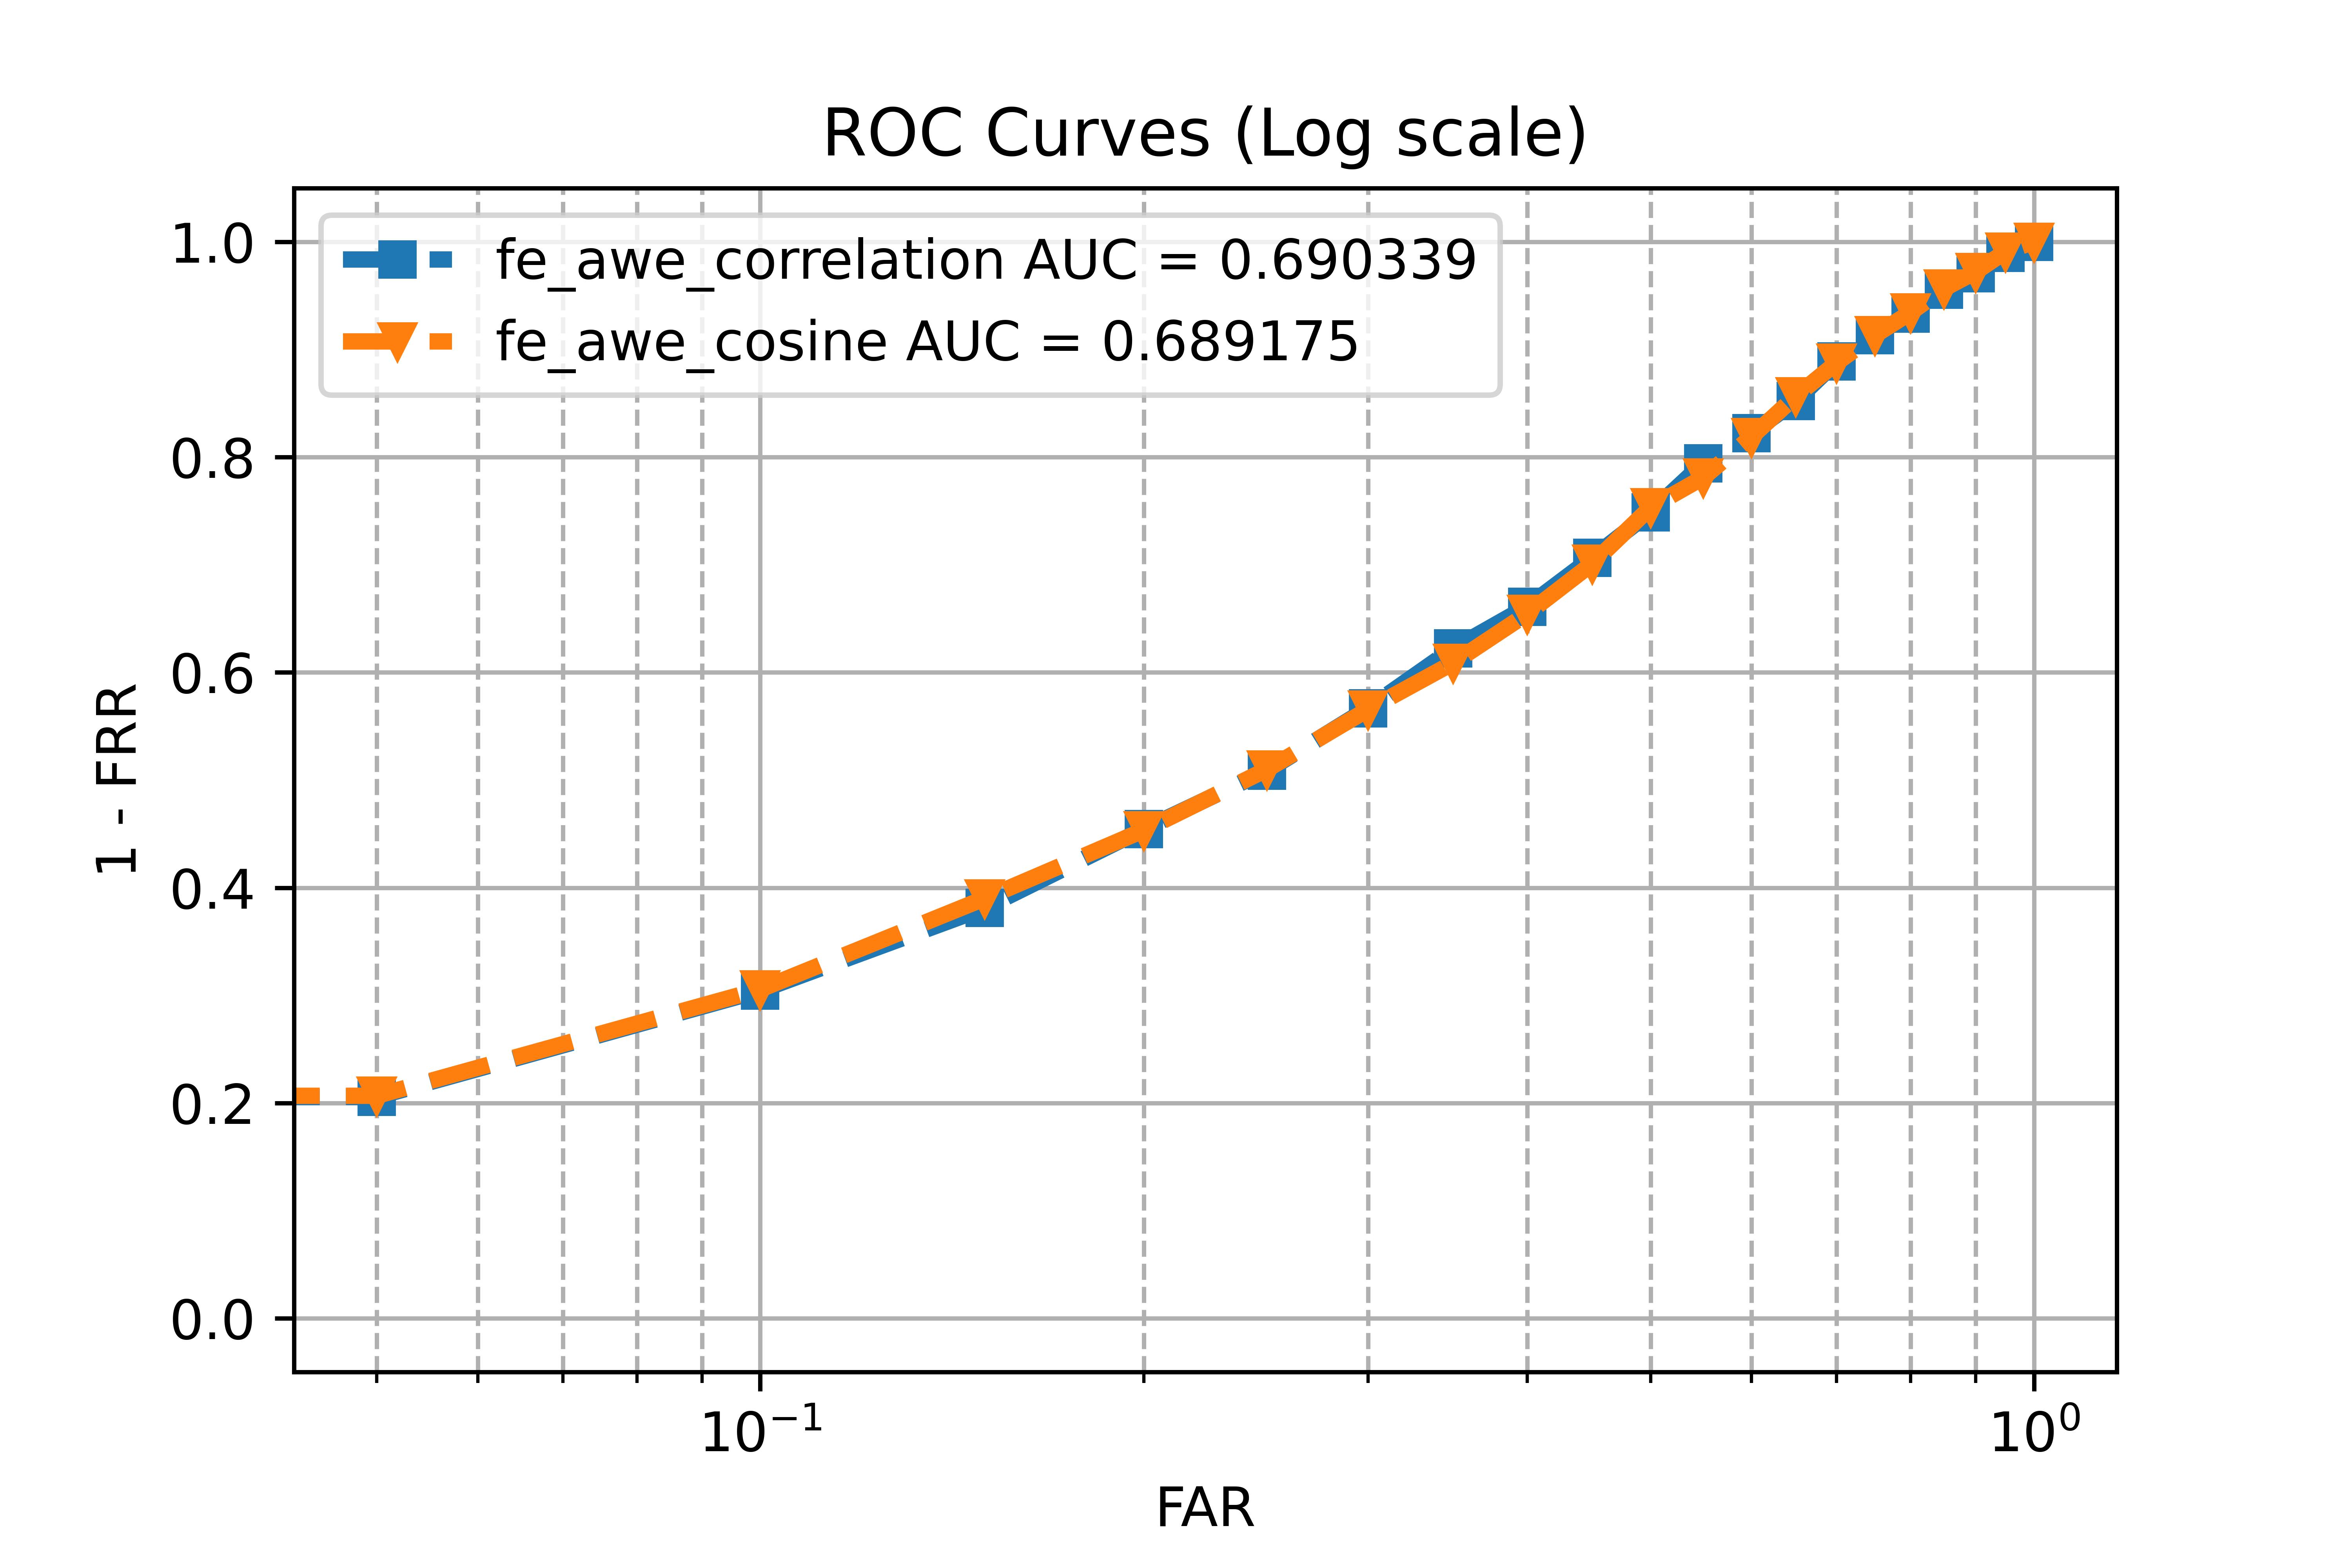 ROC Curves (Log scale)
fe_awe_correlation AUC = 0.690339
fe_awe_cosine AUC = 0.689175
1.0
0.8
0.6
0.4
0.2
0.0
1 - FRR
10⁻¹
10⁰
FAR